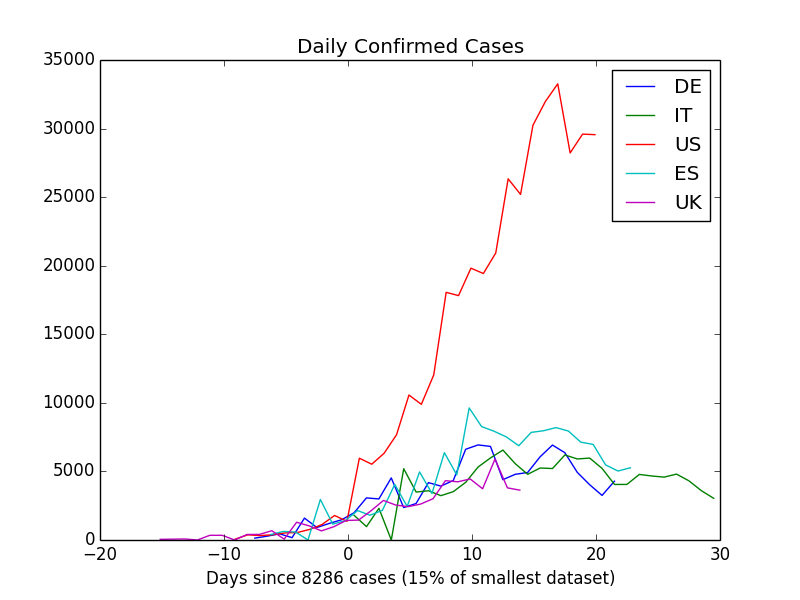 Daily Confirmed Cases
35000
30000
25000
20000
15000
10000
5000
0
−20
−10
0
10
20
30
Days since 8286 cases (15% of smallest dataset)
DE
IT
US
ES
UK